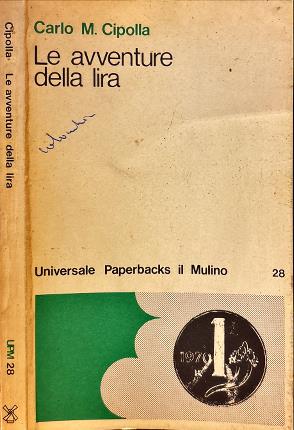 Cipolla· Le avventure della lira
UPM 28
Carlo M. Cipolla
Le avventure
della lira
Universale Paperbacks il Mulino 28
1
1970